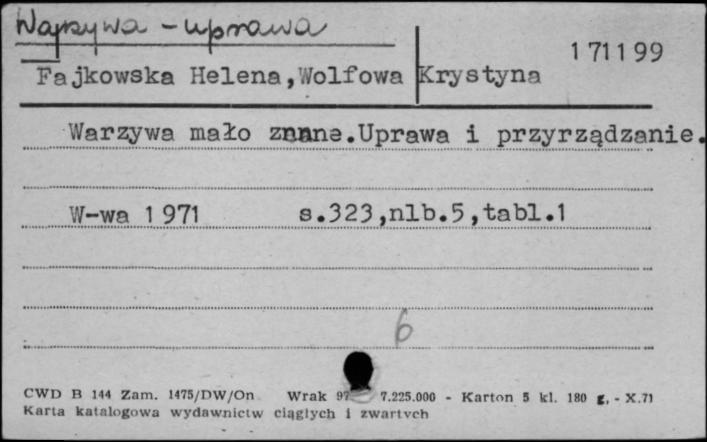 Warzywa - uprawa
171199
Fajkowska Helena,Wolfowa Krystyna
Warzywa mało znane.Uprawa i przyrządzanie.
W-wa 1971 s.323,nlb.5,tabl.1
6
CWD B 144 Zam. 1475/DW/On Wrak 97 7.225.000 - Karton 5 kl. 180 g, - X.71
Karta katalogowa wydawnictw ciągłych i zwartych